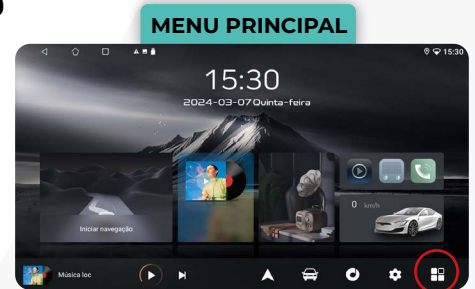 MENU PRINCIPAL
15:30
15:30
2024-03-07 Quinta-feira
Iniciar navegação
0 km/h
Música loc